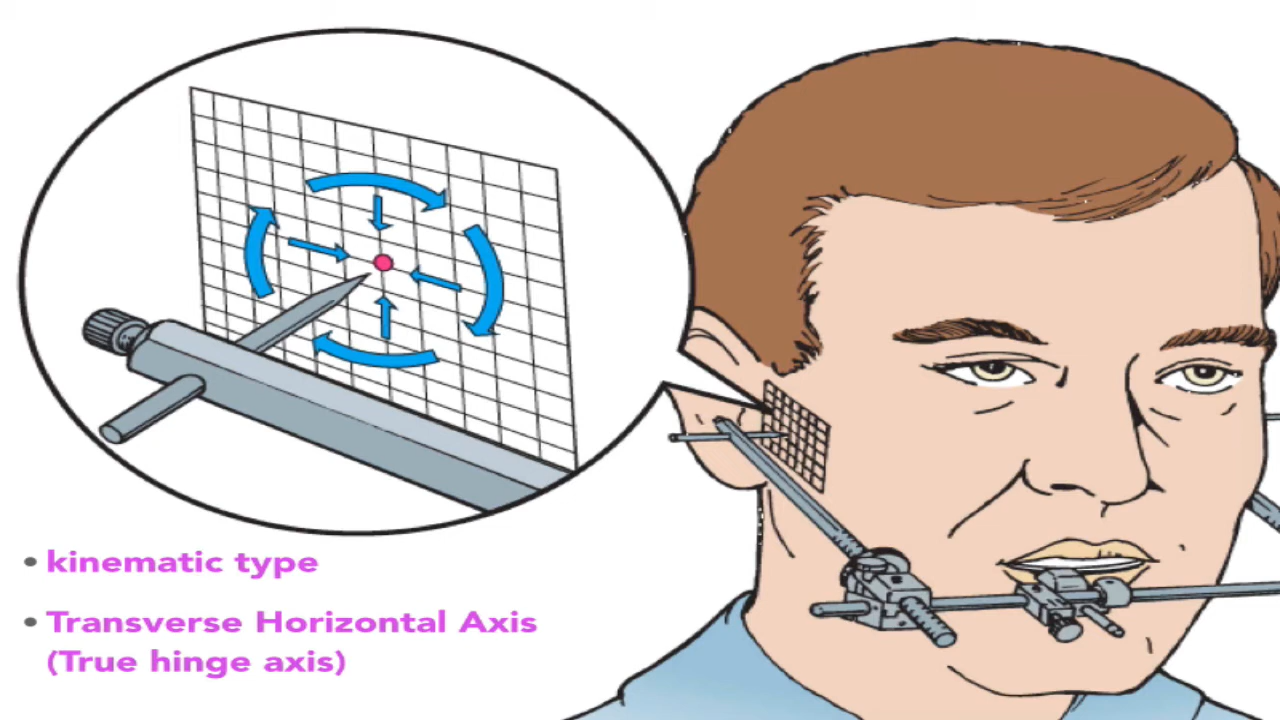 • kinematic type
• Transverse Horizontal Axis
(True hinge axis)